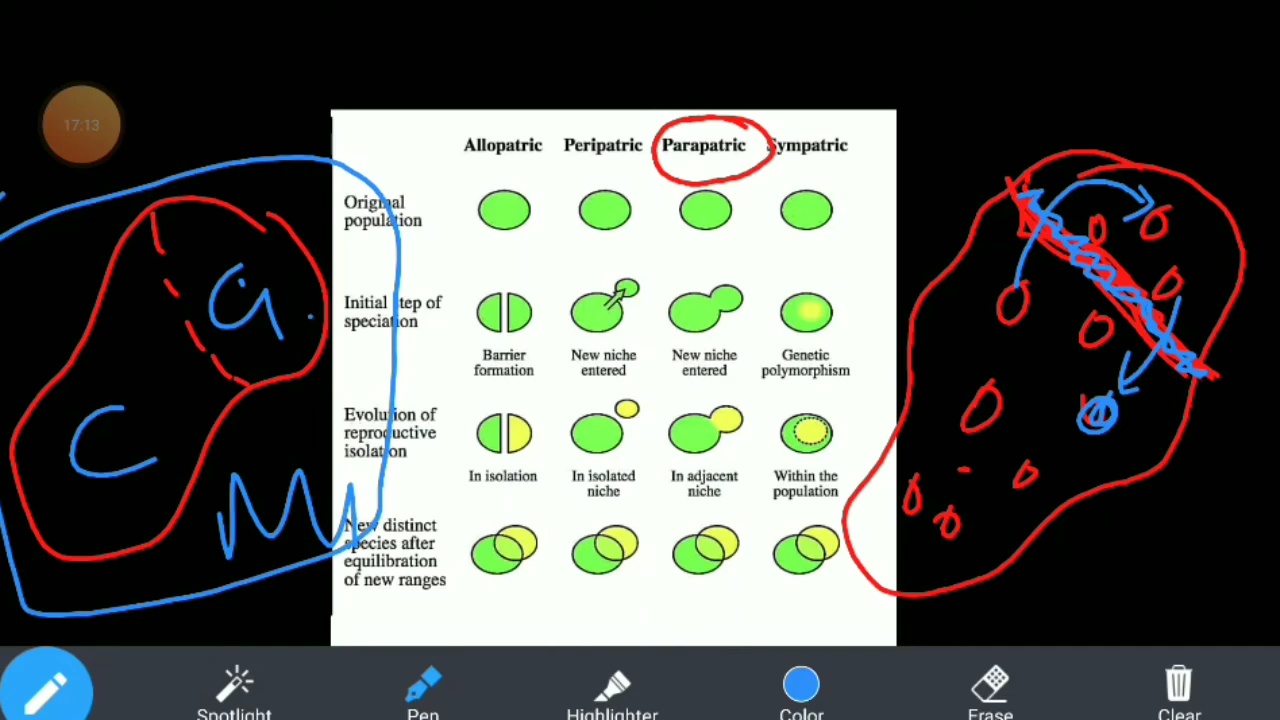 17:13
Allopatric Peripatric Parapatric Sympatric
Original
population
Initial step of
speciation
Barrier
formation
New niche
entered
New niche
entered
Genetic
polymorphism
Evolution of
reproductive
isolation
In isolation
In isolated
niche
In adjacent
niche
Within the
population
New distinct
species after
equilibration
of new ranges
G
C
M
Spotlight Pen Highlighter Color Erase Clear